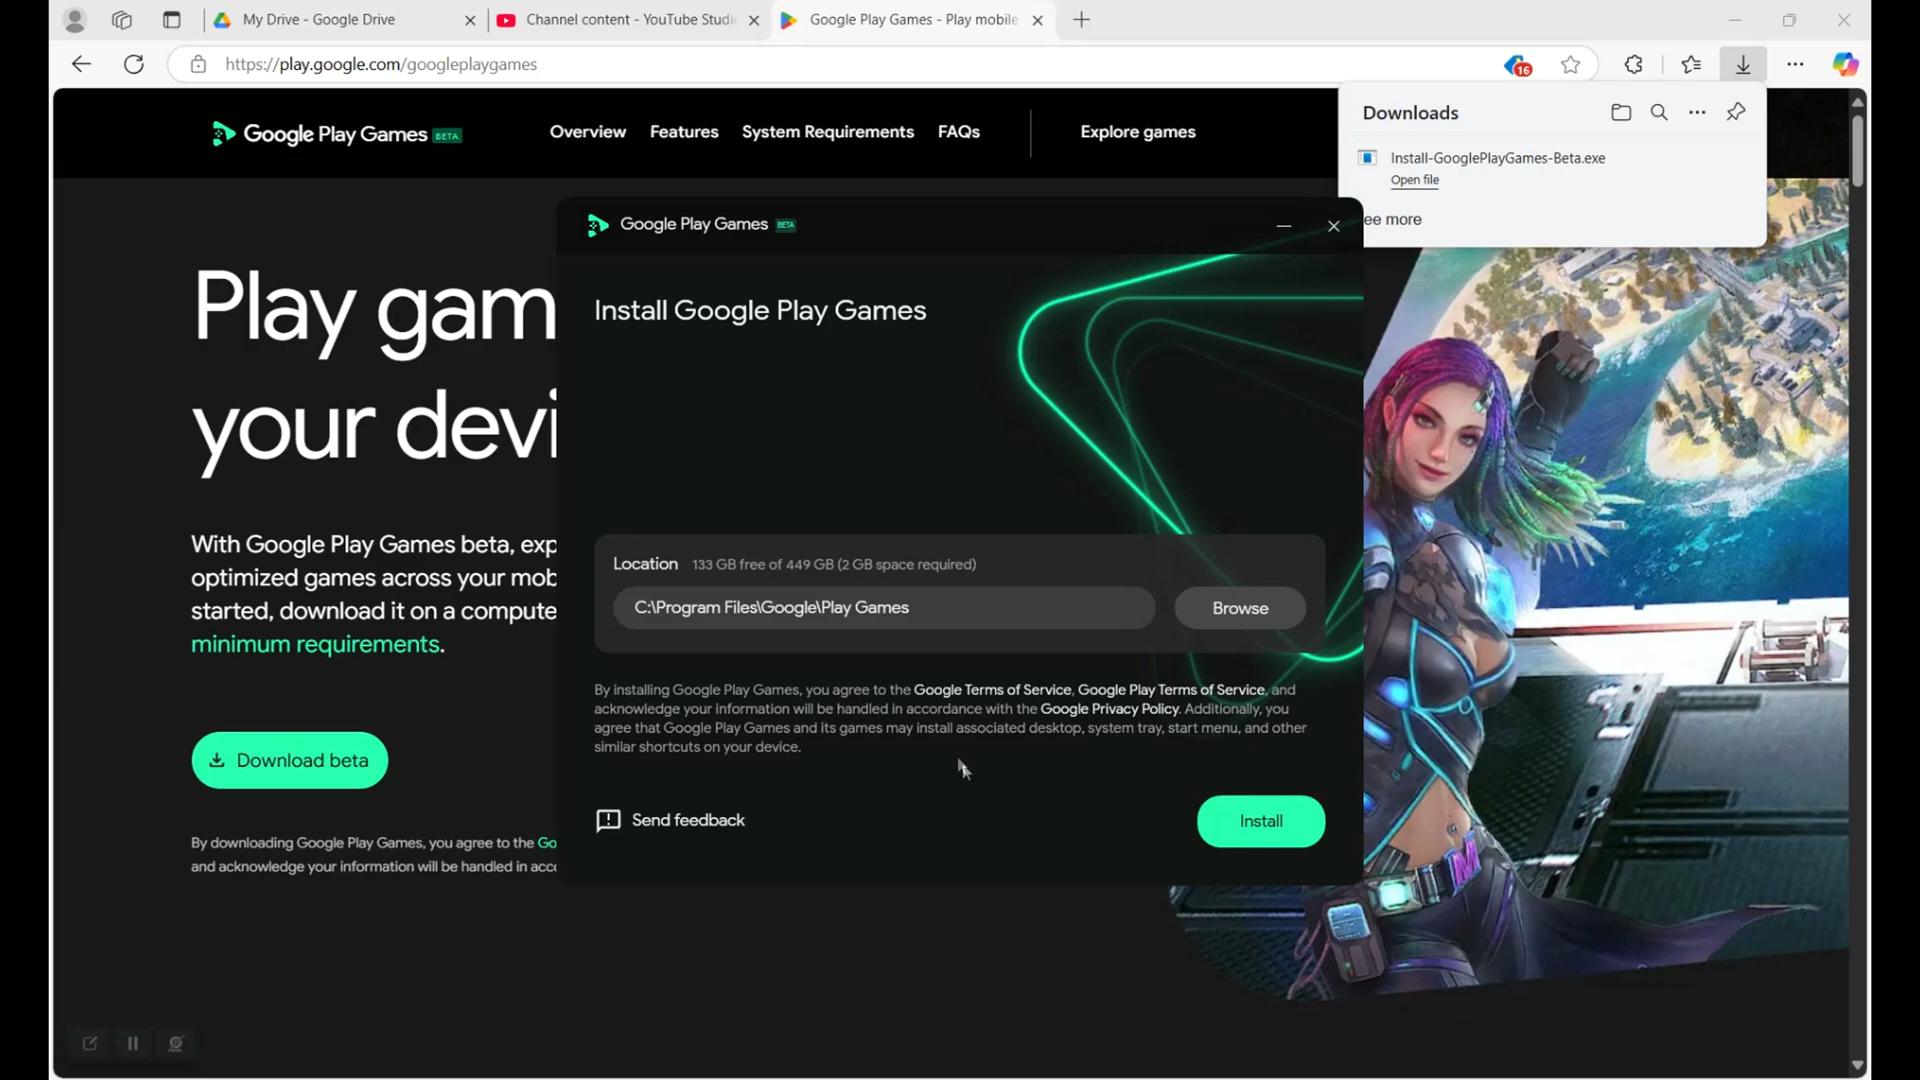 My Drive - Google Drive
Channel content - YouTube Studi
Google Play Games - Play mobile
https://play.google.com/googleplaygames
16
Google Play Games BETA
Overview
Features
System Requirements
FAQs
Explore games
Downloads
Install-GooglePlayGames-Beta.exe
Open file
ee more
Google Play Games BETA
Play gam
your devi
Install Google Play Games
With Google Play Games beta, exp
optimized games across your mob
started, download it on a compute
minimum requirements.
Location 133 GB free of 449 GB (2 GB space required)
C:\Program Files\Google\Play Games
Browse
By installing Google Play Games, you agree to the Google Terms of Service, Google Play Terms of Service, and
acknowledge your information will be handled in accordance with the Google Privacy Policy. Additionally, you
agree that Google Play Games and its games may install associated desktop, system tray, start menu, and other
similar shortcuts on your device.
Download beta
Send feedback
Install
By downloading Google Play Games, you agree to the Go
and acknowledge your information will be handled in acco